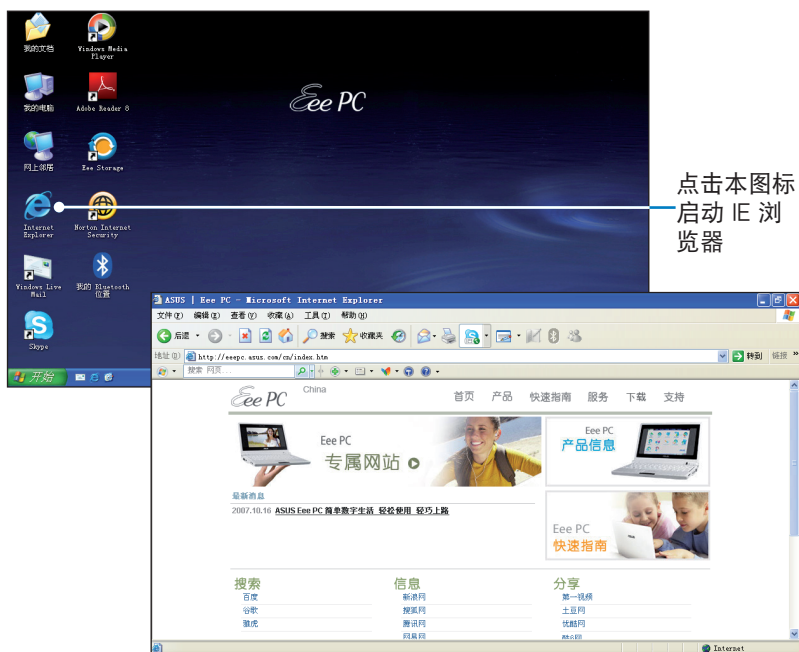 我的文档
Windows Media
Player
我的电脑
Adobe Reader 8
网上邻居
Eee Storage
Internet
Explorer
Norton Internet
Security
Windows Live
Mail
我的 Bluetooth
位置
Skype
开始
Eee PC
点击本图标
启动 IE 浏
览器
ASUS | Eee PC - Microsoft Internet Explorer
文件(F) 编辑(E) 查看(V) 收藏(A) 工具(T) 帮助(H)
后退 搜索 收藏夹
地址(D) http://eeepc.asus.com/cn/index.htm 转到 链接 »
搜索 网页...
Eee PC China
首页 产品 快速指南 服务 下载 支持
Eee PC
专属网站
Eee PC
产品信息
最新消息
2007.10.16 ASUS Eee PC 简单数字生活 轻松使用 轻巧上路
Eee PC
快速指南
搜索 信息 分享
百度 新浪网 第一视频
谷歌 搜狐网 土豆网
雅虎 腾讯网 优酷网
Internet